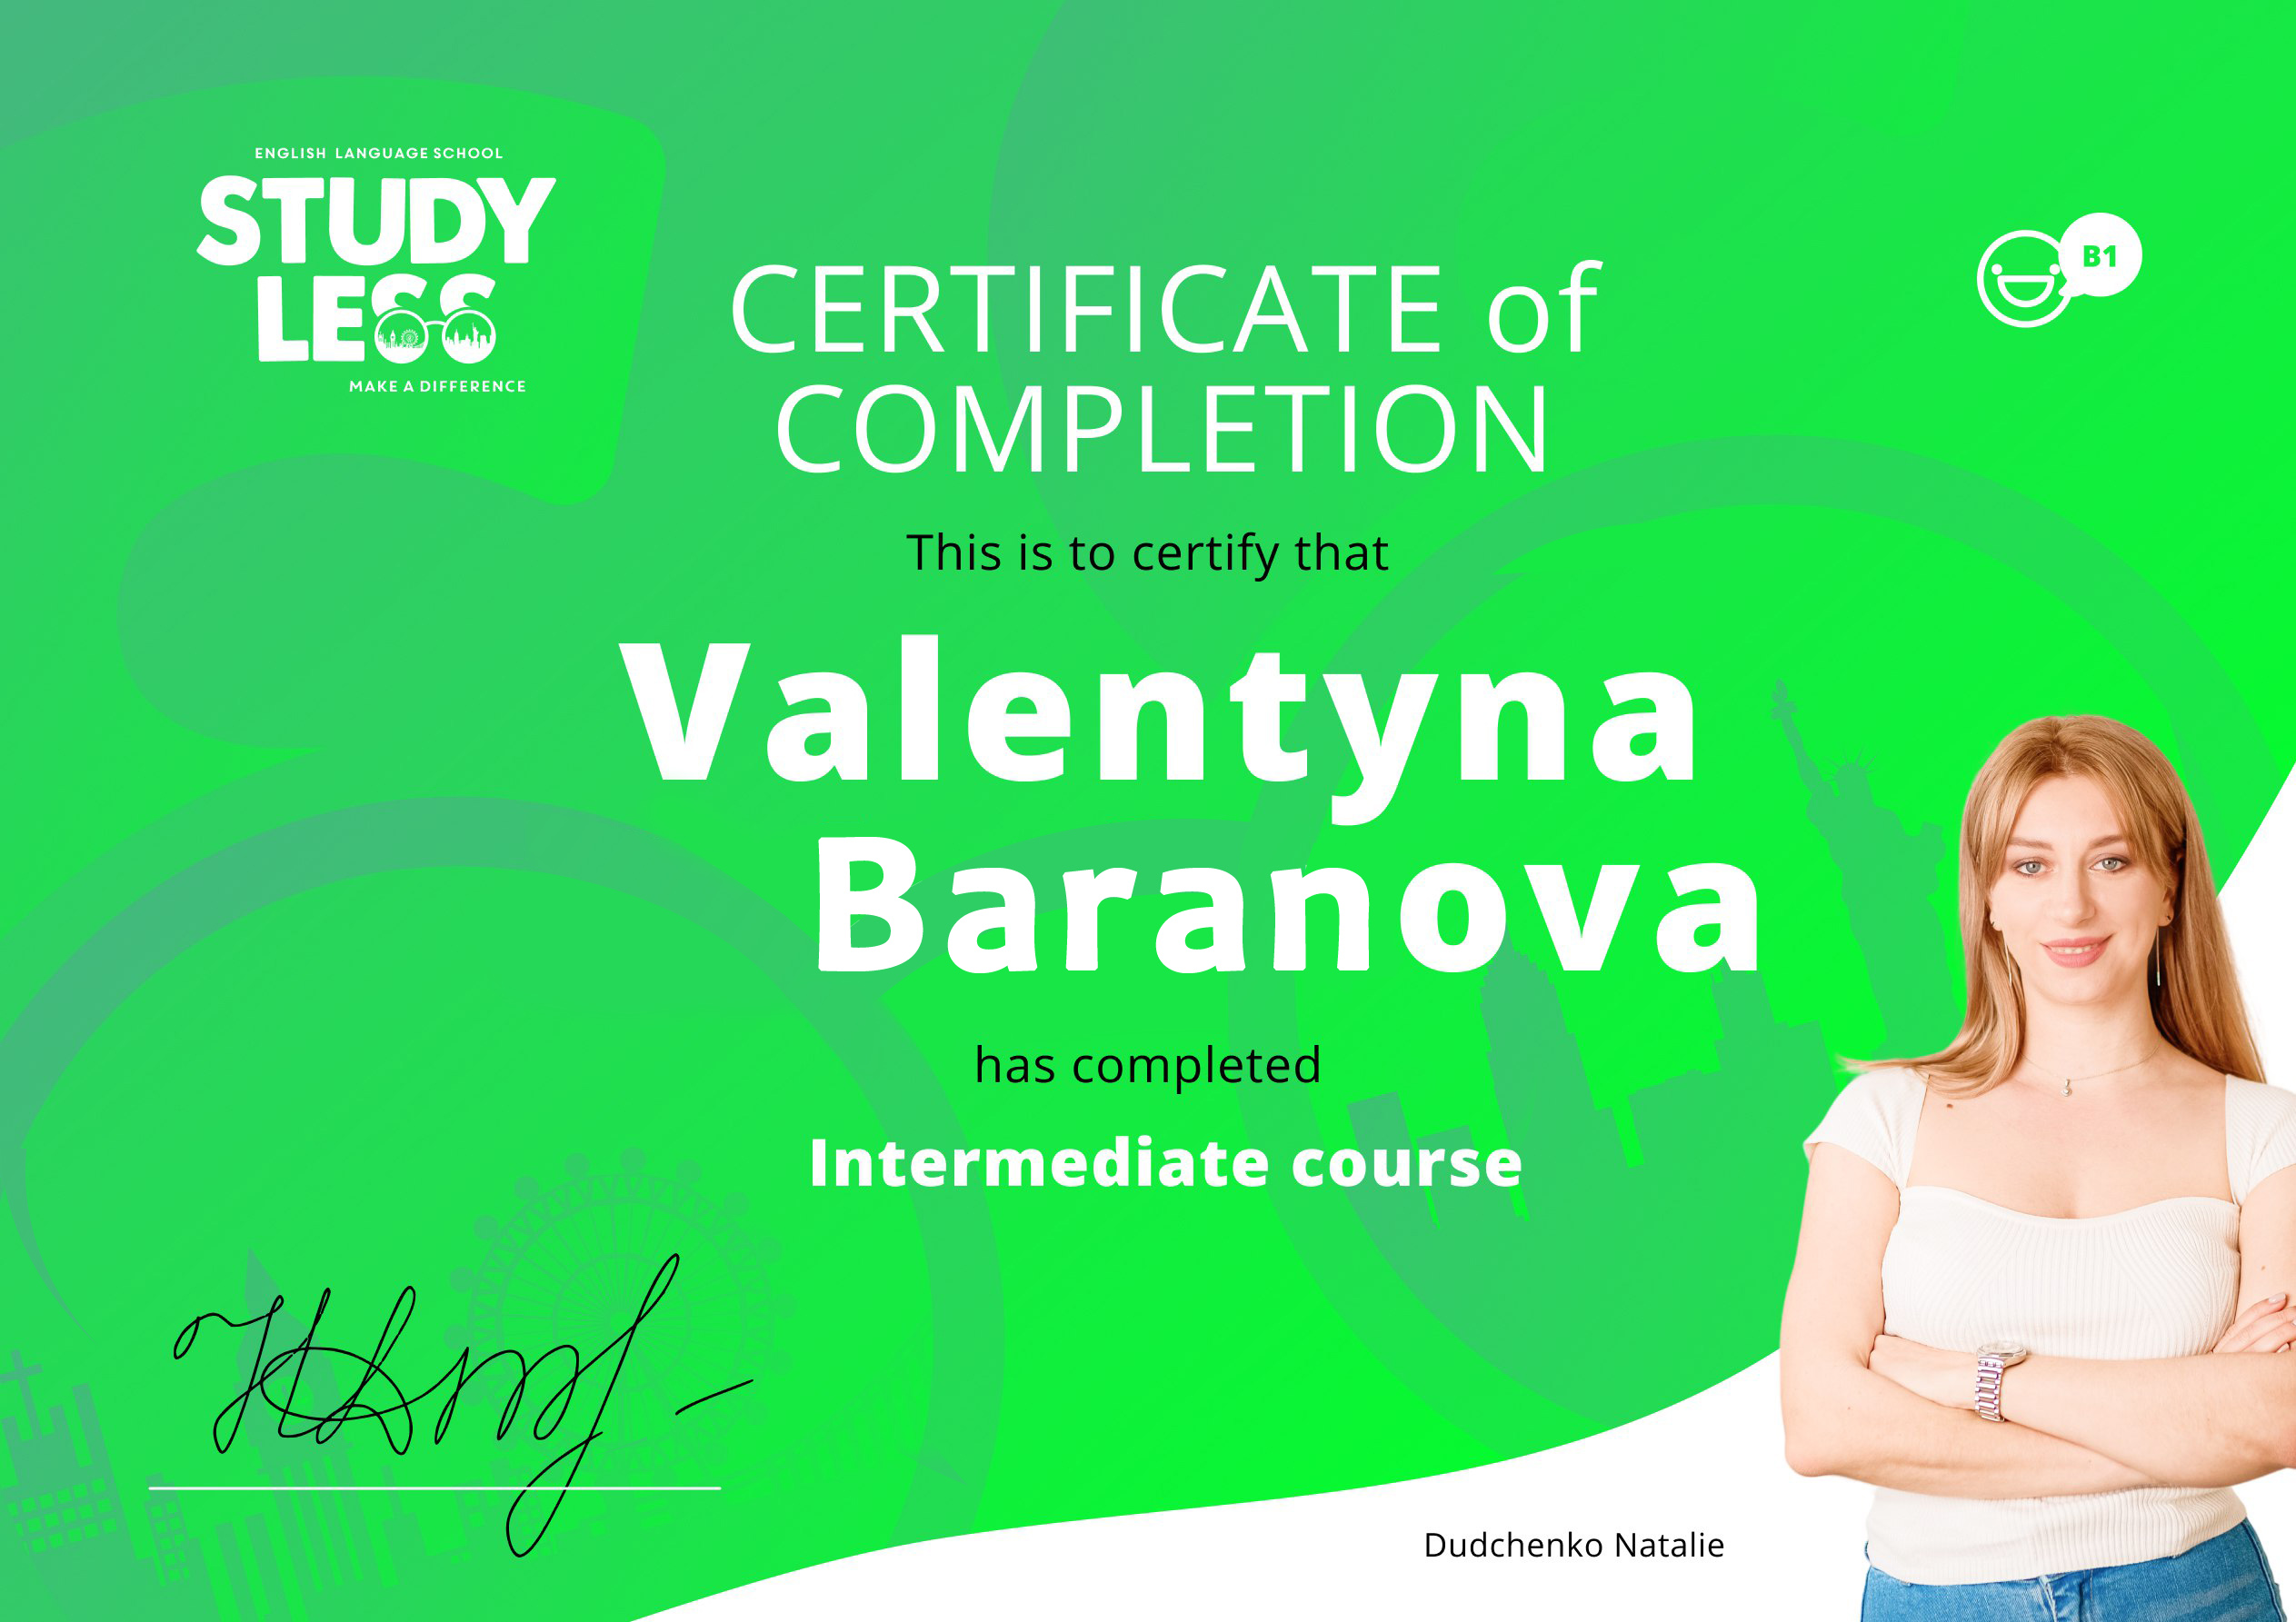 ENGLISH LANGUAGE SCHOOL
STUDY
LESS
MAKE A DIFFERENCE
B1
CERTIFICATE of
COMPLETION
This is to certify that
Valentyna
Baranova
has completed
Intermediate course
Dudchenko Natalie